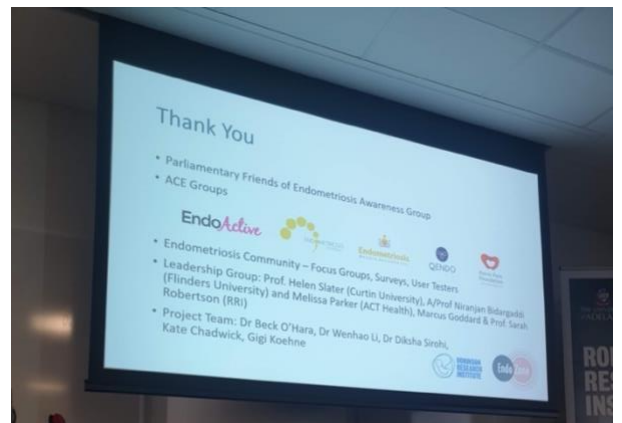 Thank You
• Parliamentary Friends of Endometriosis Awareness Group
• ACE Groups
EndoActive
Endometriosis
QENDO
• Endometriosis Community – Focus Groups, Surveys, User Testers
• Leadership Group: Prof. Helen Slater (Curtin University), A/Prof Niranjan Bidargaddi
(Flinders University) and Melissa Parker (ACT Health), Marcus Goddard & Prof. Sarah
Robertson (RRI)
• Project Team: Dr Beck O'Hara, Dr Wenhao Li, Dr Diksha Sirohi,
Kate Chadwick, Gigi Koehne
ROBINSON
RESEARCH
INSTITUTE
EndoZone
RO
RES
INS